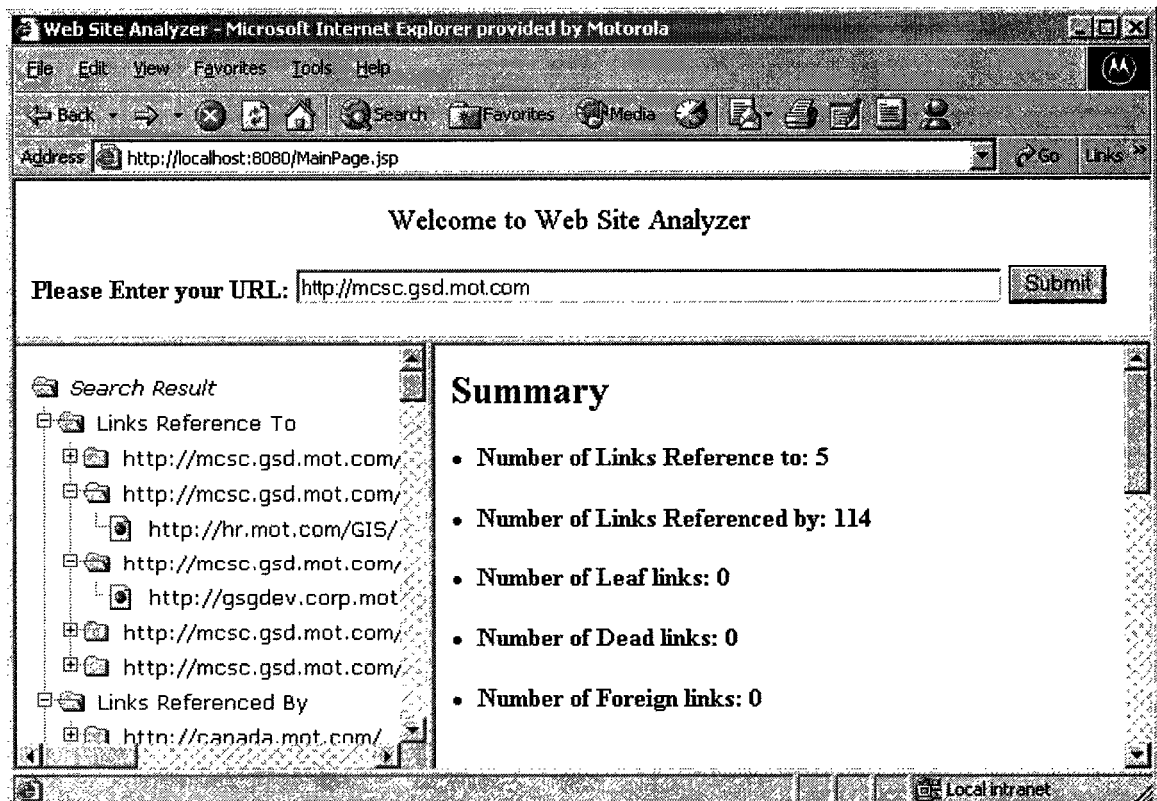 Web Site Analyzer - Microsoft Internet Explorer provided by Motorola
File Edit View Favorites Tools Help
Back Search Favorites Media
Address http://localhost:8080/MainPage.jsp Go Links »
Welcome to Web Site Analyzer
Please Enter your URL: http://mcsc.gsd.mot.com Submit
Search Result
Links Reference To
http://mcsc.gsd.mot.com/
http://mcsc.gsd.mot.com/
http://hr.mot.com/GIS/
http://mcsc.gsd.mot.com/
http://gsgdev.corp.mot
http://mcsc.gsd.mot.com/
http://mcsc.gsd.mot.com/
Links Referenced By
http://canada.mot.com/
Summary
• Number of Links Reference to: 5
• Number of Links Referenced by: 114
• Number of Leaf links: 0
• Number of Dead links: 0
• Number of Foreign links: 0
Local intranet